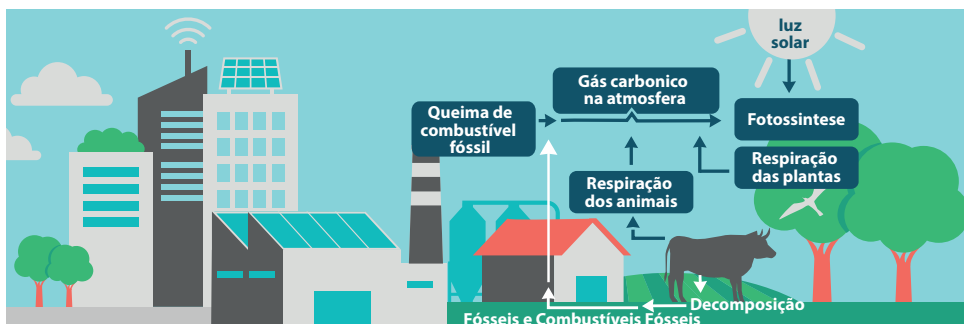 luz
solar
Gás carbonico
na atmosfera
Queima de
combustível
fóssil
Fotossintese
Respiração
das plantas
Respiração
dos animais
Decomposição
Fósseis e Combustíveis Fósseis